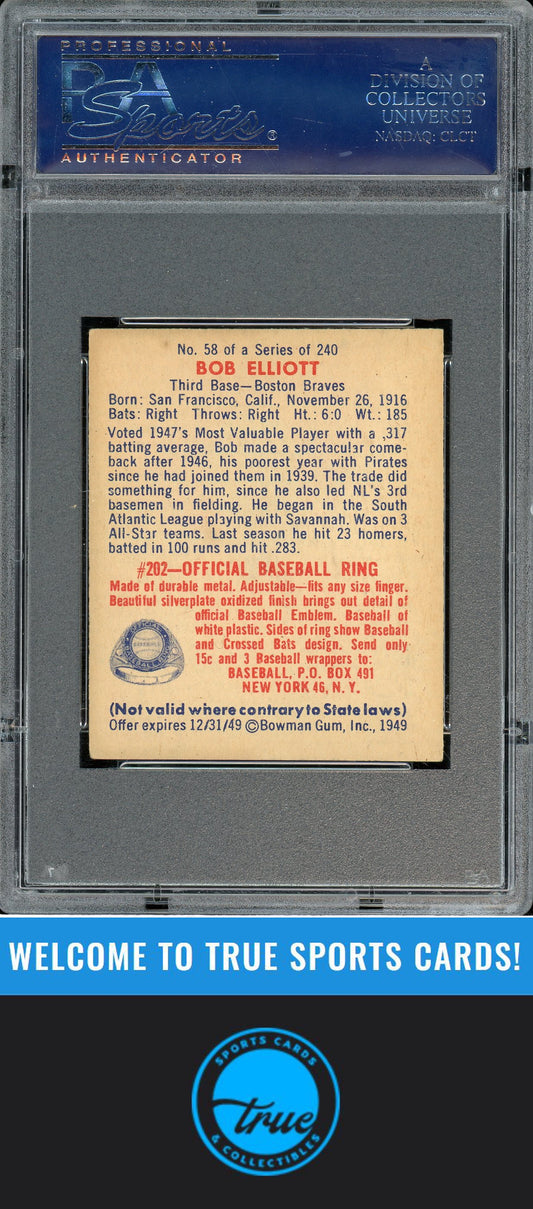 PROFESSIONAL
PSA
Sports®
AUTHENTICATOR
A
DIVISION OF
COLLECTORS
UNIVERSE
NASDAQ: CLCT
No. 58 of a Series of 240
BOB ELLIOTT
Third Base—Boston Braves
Born: San Francisco, Calif., November 26, 1916
Bats: Right Throws: Right Ht.: 6:0 Wt.: 185
Voted 1947's Most Valuable Player with a .317
batting average, Bob made a spectacular come-
back after 1946, his poorest year with Pirates
since he had joined them in 1939. The trade did
something for him, since he also led NL's 3rd
basemen in fielding. He began in the South
Atlantic League playing with Savannah. Was on 3
All-Star teams. Last season he hit 23 homers,
batted in 100 runs and hit .283.
#202—OFFICIAL BASEBALL RING
Made of durable metal. Adjustable—fits any size finger.
Beautiful silverplate oxidized finish brings out detail of
official Baseball Emblem. Baseball of
white plastic. Sides of ring show Baseball
and Crossed Bats design. Send only
15c and 3 Baseball wrappers to:
BASEBALL, P.O. BOX 491
NEW YORK 46, N. Y.
(Not valid where contrary to State laws)
Offer expires 12/31/49 ©Bowman Gum, Inc., 1949
WELCOME TO TRUE SPORTS CARDS!
SPORTS CARDS
true
& COLLECTIBLES